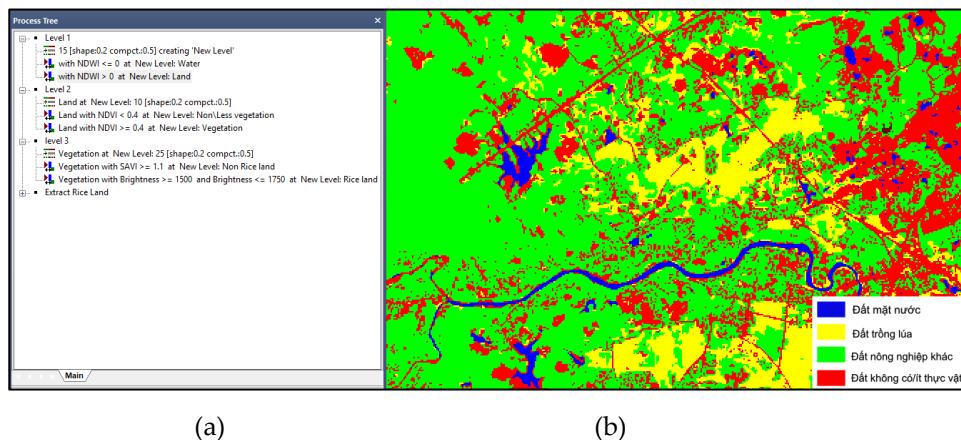 Process Tree
Level 1
15 [shape:0.2 compct.:0.5] creating 'New Level'
with NDWI <= 0 at New Level: Water
with NDWI > 0 at New Level: Land
Level 2
Land at New Level: 10 [shape:0.2 compct.:0.5]
Land with NDVI < 0.4 at New Level: Non\Less vegetation
Land with NDVI >= 0.4 at New Level: Vegetation
level 3
Vegetation at New Level: 25 [shape:0.2 compct.:0.5]
Vegetation with SAVI >= 1.1 at New Level: Non Rice land
Vegetation with Brightness >= 1500 and Brightness <= 1750 at New Level: Rice land
Extract Rice Land
Main
Đất mặt nước
Đất trồng lúa
Đất nông nghiệp khác
Đất không có/ít thực vật
(a)
(b)